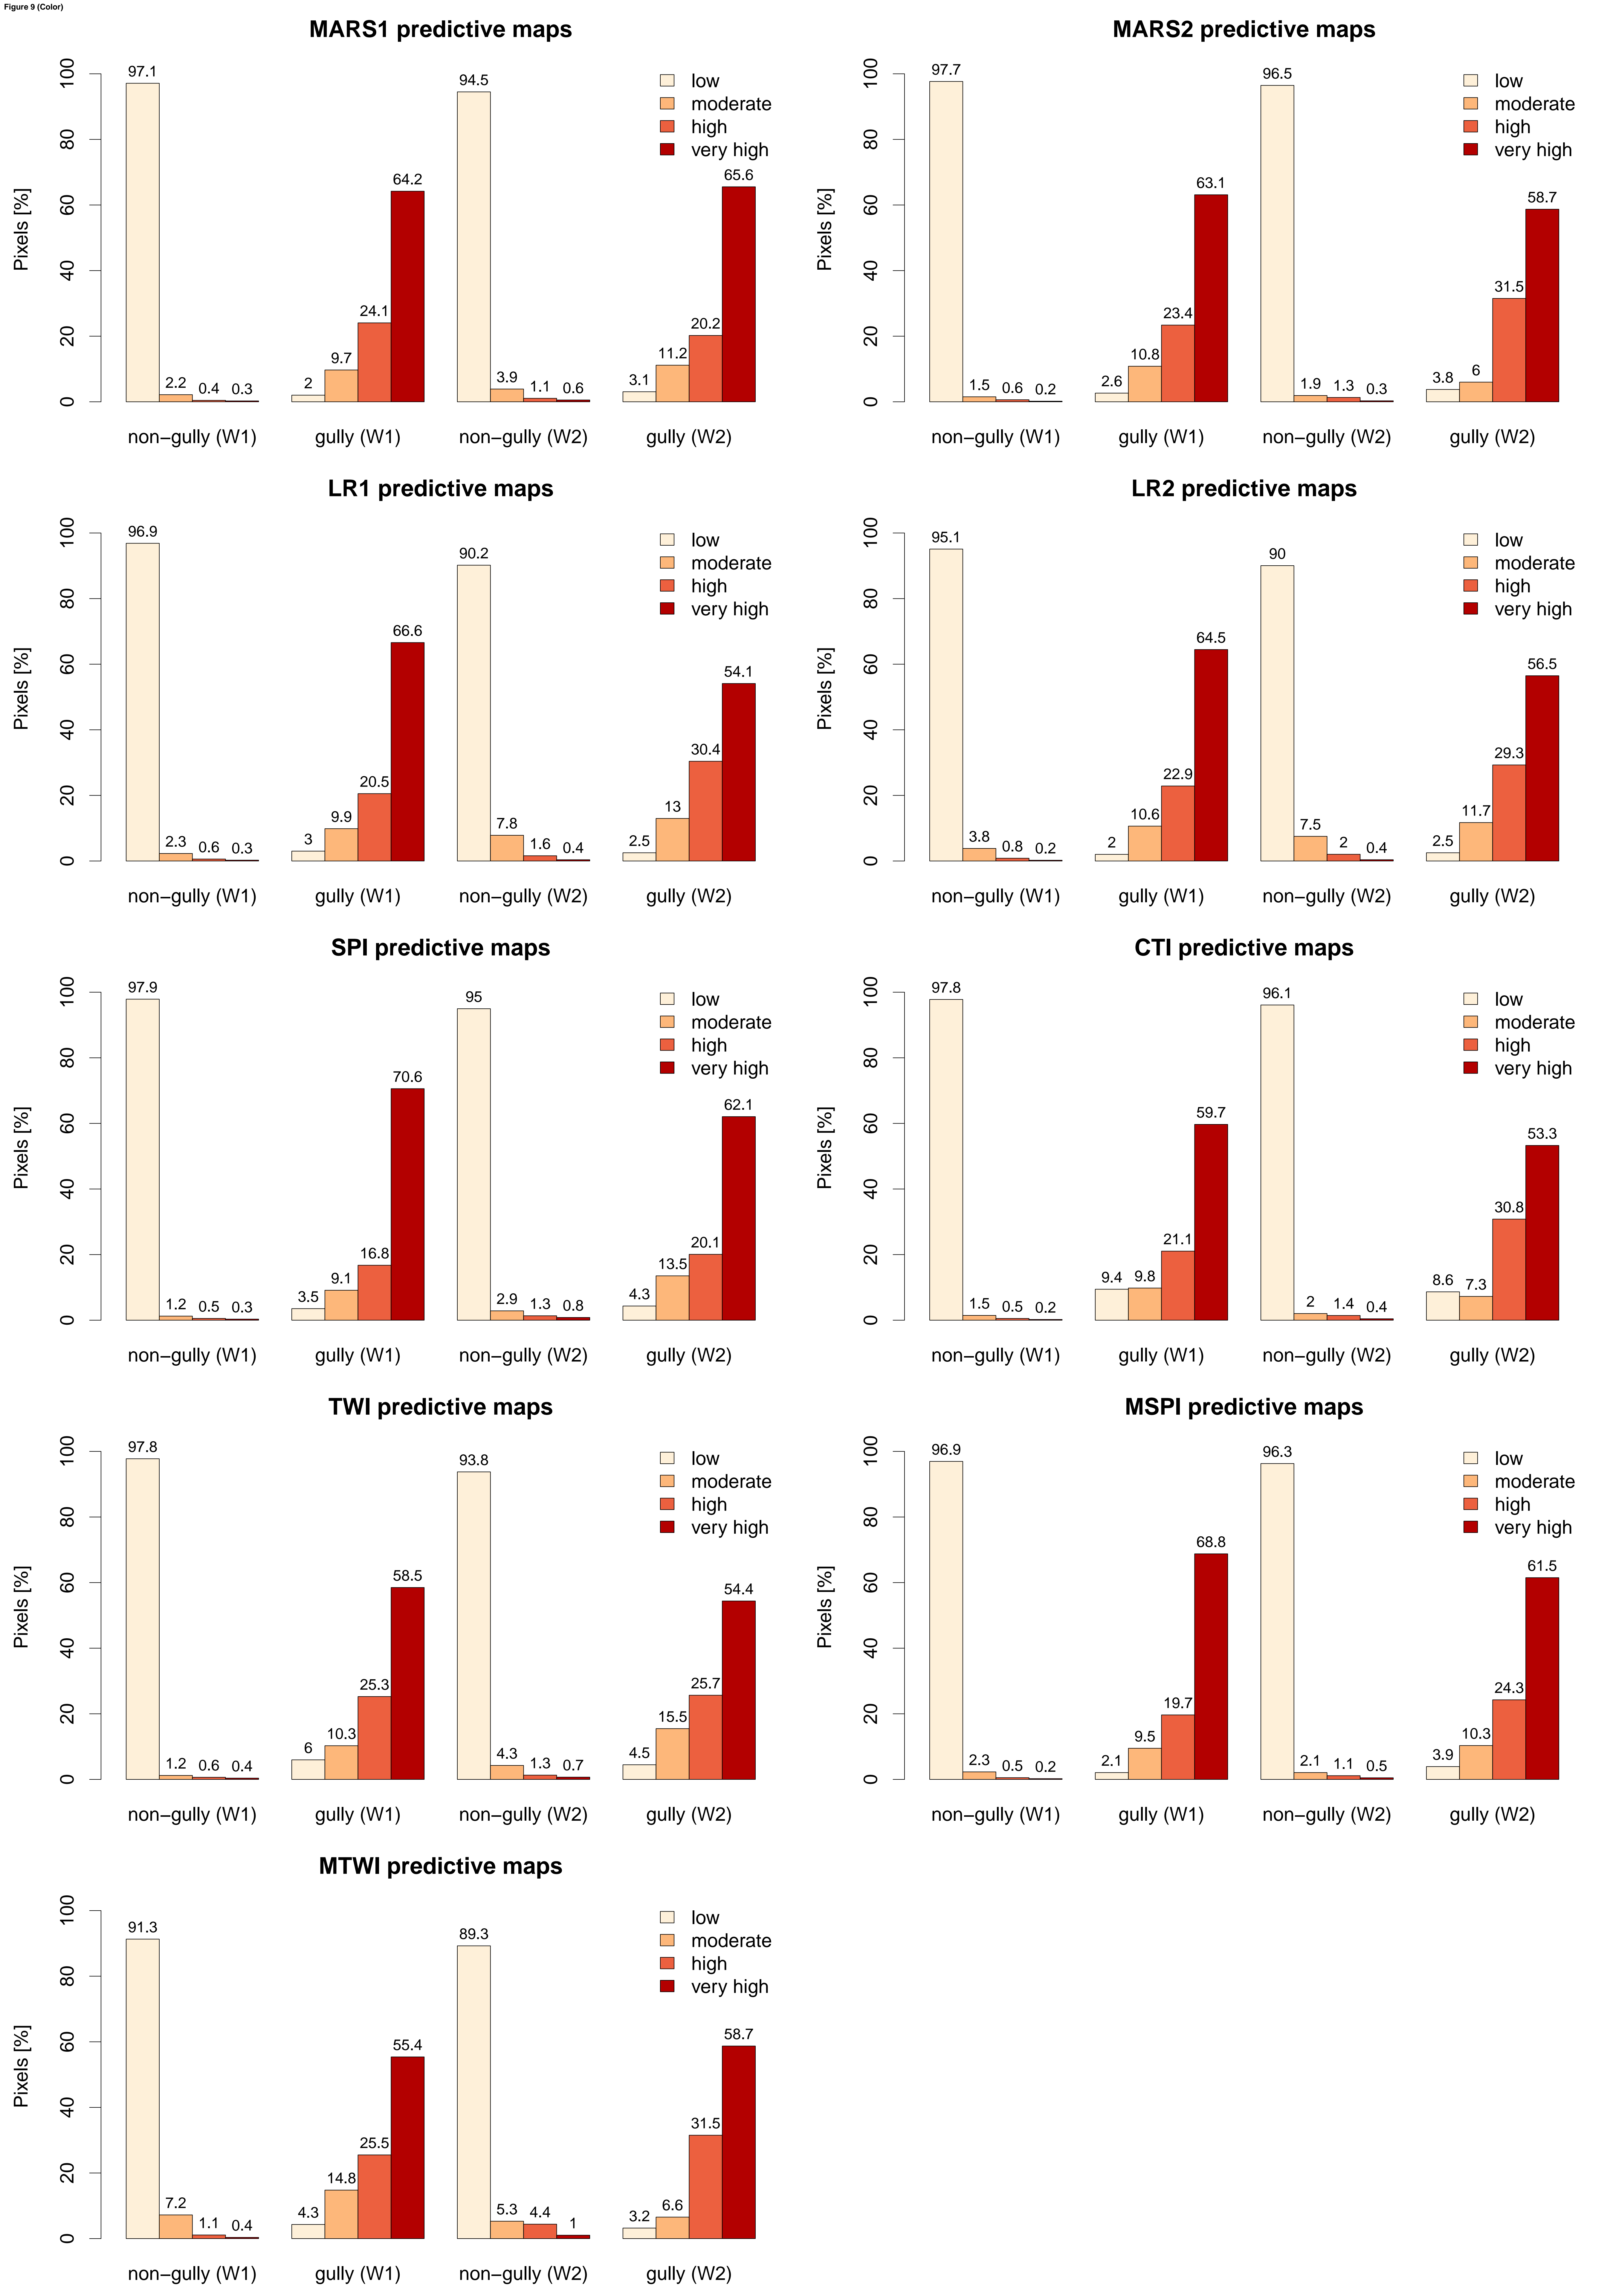 Figure 9 (Color)
MARS1 predictive maps
Pixels [%]
0 20 40 60 80 100
97.1 2.2 0.4 0.3
2 9.7 24.1 64.2
94.5 3.9 1.1 0.6
3.1 11.2 20.2 65.6
low
moderate
high
very high
non−gully (W1) gully (W1) non−gully (W2) gully (W2)
MARS2 predictive maps
Pixels [%]
0 20 40 60 80 100
97.7 1.5 0.6 0.2
2.6 10.8 23.4 63.1
96.5 1.9 1.3 0.3
3.8 6 31.5 58.7
low
moderate
high
very high
non−gully (W1) gully (W1) non−gully (W2) gully (W2)
LR1 predictive maps
Pixels [%]
0 20 40 60 80 100
96.9 2.3 0.6 0.3
3 9.9 20.5 66.6
90.2 7.8 1.6 0.4
2.5 13 30.4 54.1
low
moderate
high
very high
non−gully (W1) gully (W1) non−gully (W2) gully (W2)
LR2 predictive maps
Pixels [%]
0 20 40 60 80 100
95.1 3.8 0.8 0.2
2 10.6 22.9 64.5
90 7.5 2 0.4
2.5 11.7 29.3 56.5
low
moderate
high
very high
non−gully (W1) gully (W1) non−gully (W2) gully (W2)
SPI predictive maps
Pixels [%]
0 20 40 60 80 100
97.9 1.2 0.5 0.3
3.5 9.1 16.8 70.6
95 2.9 1.3 0.8
4.3 13.5 20.1 62.1
low
moderate
high
very high
non−gully (W1) gully (W1) non−gully (W2) gully (W2)
CTI predictive maps
Pixels [%]
0 20 40 60 80 100
97.8 1.5 0.5 0.2
9.4 9.8 21.1 59.7
96.1 2 1.4 0.4
8.6 7.3 30.8 53.3
low
moderate
high
very high
non−gully (W1) gully (W1) non−gully (W2) gully (W2)
TWI predictive maps
Pixels [%]
0 20 40 60 80 100
97.8 1.2 0.6 0.4
6 10.3 25.3 58.5
93.8 4.3 1.3 0.7
4.5 15.5 25.7 54.4
low
moderate
high
very high
non−gully (W1) gully (W1) non−gully (W2) gully (W2)
MSPI predictive maps
Pixels [%]
0 20 40 60 80 100
96.9 2.3 0.5 0.2
2.1 9.5 19.7 68.8
96.3 2.1 1.1 0.5
3.9 10.3 24.3 61.5
low
moderate
high
very high
non−gully (W1) gully (W1) non−gully (W2) gully (W2)
MTWI predictive maps
Pixels [%]
0 20 40 60 80 100
91.3 7.2 1.1 0.4
4.3 14.8 25.5 55.4
89.3 5.3 4.4 1
3.2 6.6 31.5 58.7
low
moderate
high
very high
non−gully (W1) gully (W1) non−gully (W2) gully (W2)